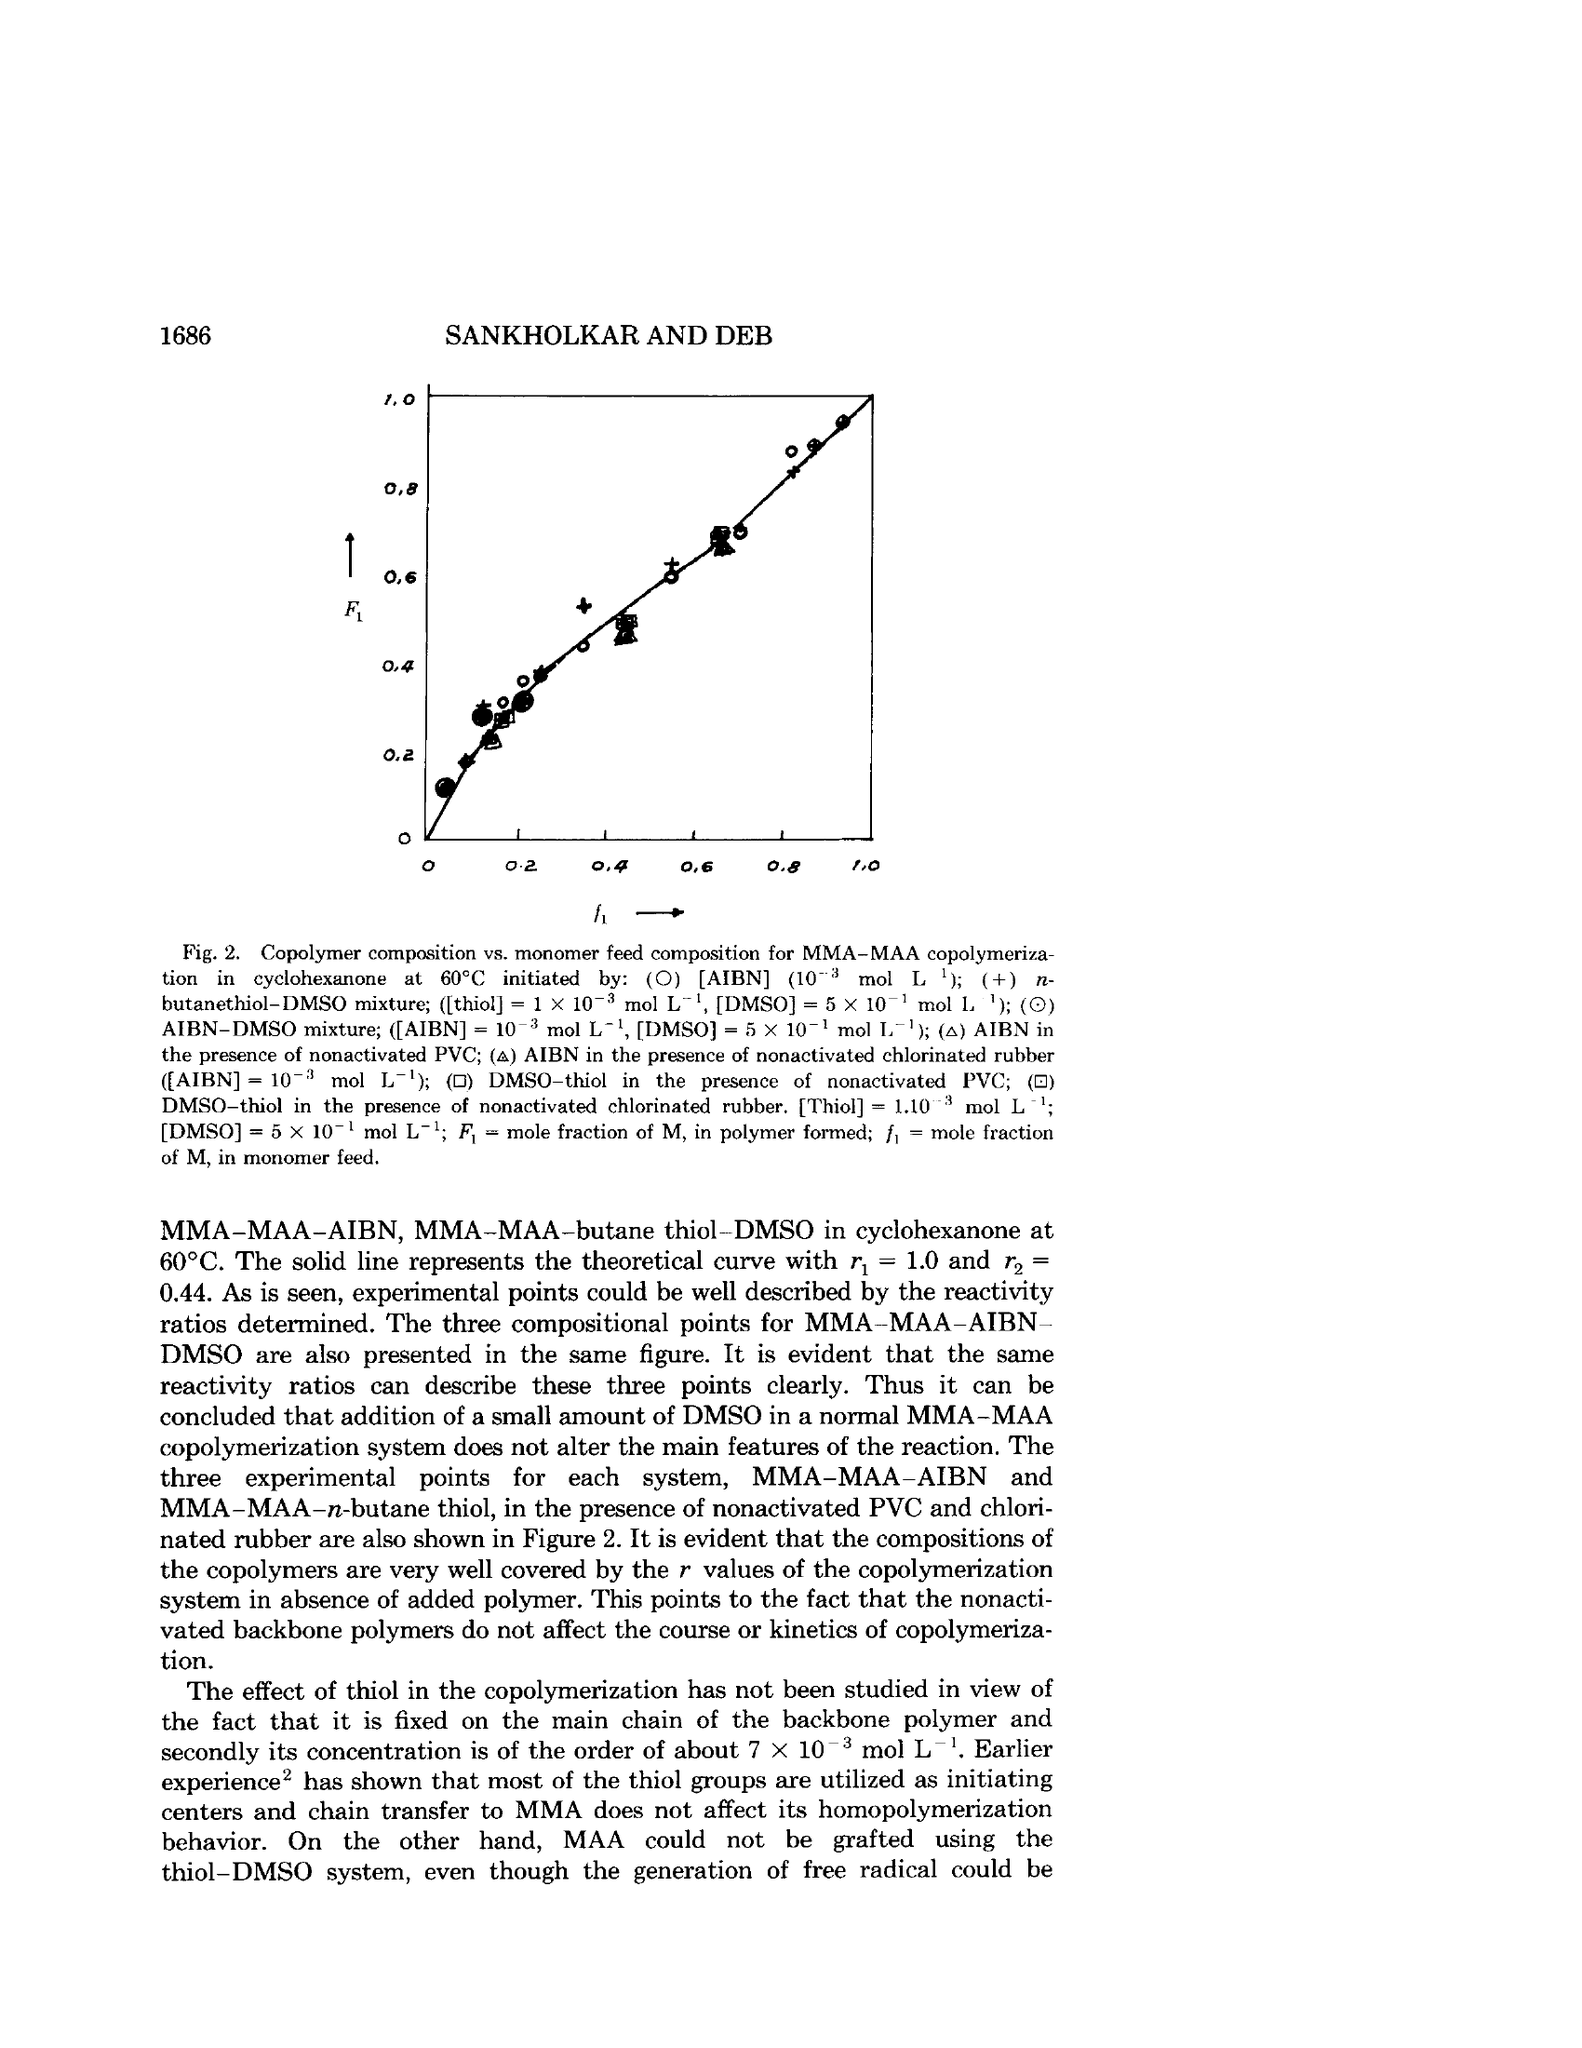 1686 SANKHOLKAR AND DEB
1.0
0.8
0.6
F₁
0.4
0.2
0
0 0.2 0.4 0.6 0.8 1.0
f₁
Fig. 2. Copolymer composition vs. monomer feed composition for MMA–MAA copolymeriza-
tion in cyclohexanone at 60°C initiated by: (○) [AIBN] (10⁻³ mol L ¹); (+) n-
butanethiol–DMSO mixture; ([thiol] = 1 × 10⁻³ mol L⁻¹, [DMSO] = 5 × 10⁻¹ mol L ¹); (⊙)
AIBN–DMSO mixture; ([AIBN] = 10⁻³ mol L⁻¹, [DMSO] = 5 × 10⁻¹ mol L⁻¹); (△) AIBN in
the presence of nonactivated PVC; (◬) AIBN in the presence of nonactivated chlorinated rubber
([AIBN] = 10⁻³ mol L⁻¹); (□) DMSO–thiol in the presence of nonactivated PVC; (⊡)
DMSO–thiol in the presence of nonactivated chlorinated rubber. [Thiol] = 1.10⁻³ mol L⁻¹;
[DMSO] = 5 × 10⁻¹ mol L⁻¹; F₁ = mole fraction of M, in polymer formed; f₁ = mole fraction
of M, in monomer feed.
MMA–MAA–AIBN, MMA–MAA–butane thiol–DMSO in cyclohexanone at
60°C. The solid line represents the theoretical curve with r₁ = 1.0 and r₂ =
0.44. As is seen, experimental points could be well described by the reactivity
ratios determined. The three compositional points for MMA–MAA–AIBN–
DMSO are also presented in the same figure. It is evident that the same
reactivity ratios can describe these three points clearly. Thus it can be
concluded that addition of a small amount of DMSO in a normal MMA–MAA
copolymerization system does not alter the main features of the reaction. The
three experimental points for each system, MMA–MAA–AIBN and
MMA–MAA–n-butane thiol, in the presence of nonactivated PVC and chlori-
nated rubber are also shown in Figure 2. It is evident that the compositions of
the copolymers are very well covered by the r values of the copolymerization
system in absence of added polymer. This points to the fact that the nonacti-
vated backbone polymers do not affect the course or kinetics of copolymeriza-
tion.
The effect of thiol in the copolymerization has not been studied in view of
the fact that it is fixed on the main chain of the backbone polymer and
secondly its concentration is of the order of about 7 × 10⁻³ mol L⁻¹. Earlier
experience² has shown that most of the thiol groups are utilized as initiating
centers and chain transfer to MMA does not affect its homopolymerization
behavior. On the other hand, MAA could not be grafted using the
thiol–DMSO system, even though the generation of free radical could be